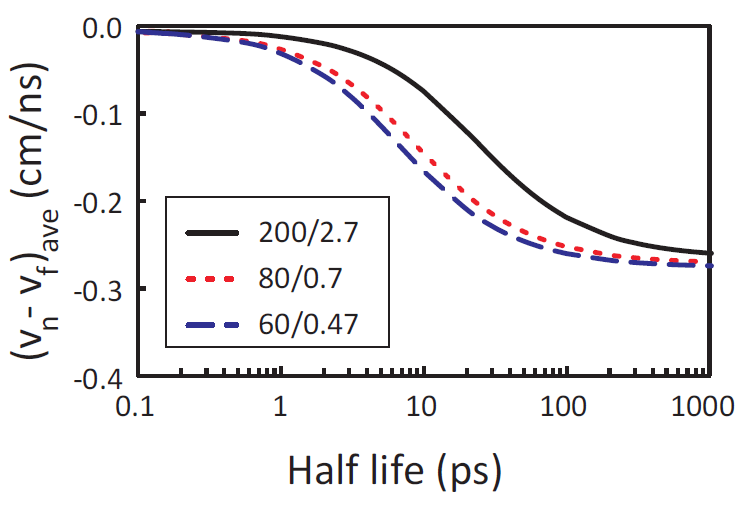 0.0
-0.1
-0.2
-0.3
-0.4
(vn - vf)ave (cm/ns)
200/2.7
80/0.7
60/0.47
0.1 1 10 100 1000
Half life (ps)